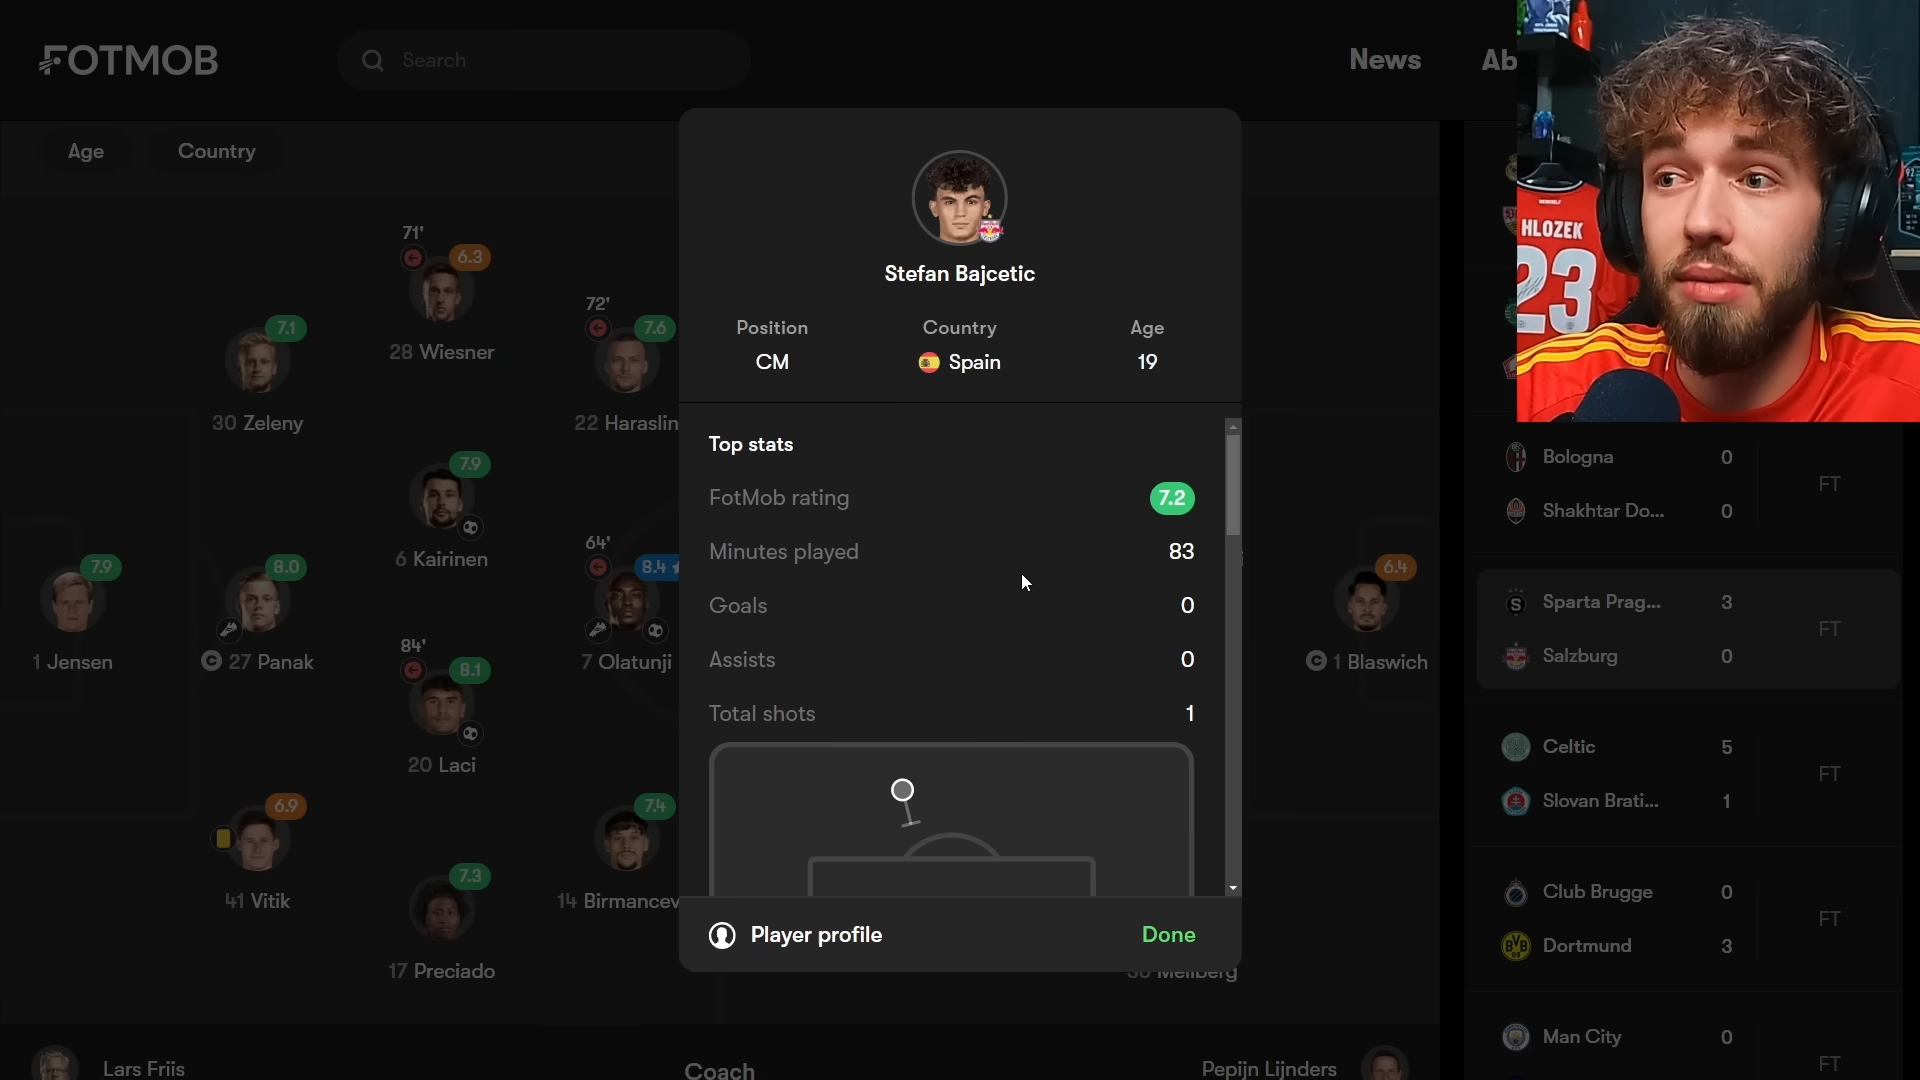 FOTMOB
Search
News
Ab
Age
Country
71'
6.3
28 Wiesner
7.1
30 Zeleny
72'
7.6
22 Haraslin
7.9
6 Kairinen
7.9
1 Jensen
8.0
C 27 Panak
64'
8.4
7 Olatunji
84'
8.1
20 Laci
6.9
41 Vitik
7.4
14 Birmancev
7.3
17 Preciado
6.4
C 1 Blaswich
Lars Friis
Coach
Pepijn Lijnders
Stefan Bajcetic
Position
Country
Age
CM
Spain
19
Top stats
FotMob rating
7.2
Minutes played
83
Goals
0
Assists
0
Total shots
1
Player profile
Done
HLOZEK
23
Bologna 0
FT
Shakhtar Do... 0
Sparta Prag... 3
FT
Salzburg 0
Celtic 5
FT
Slovan Brati... 1
Club Brugge 0
FT
Dortmund 3
Man City 0
FT